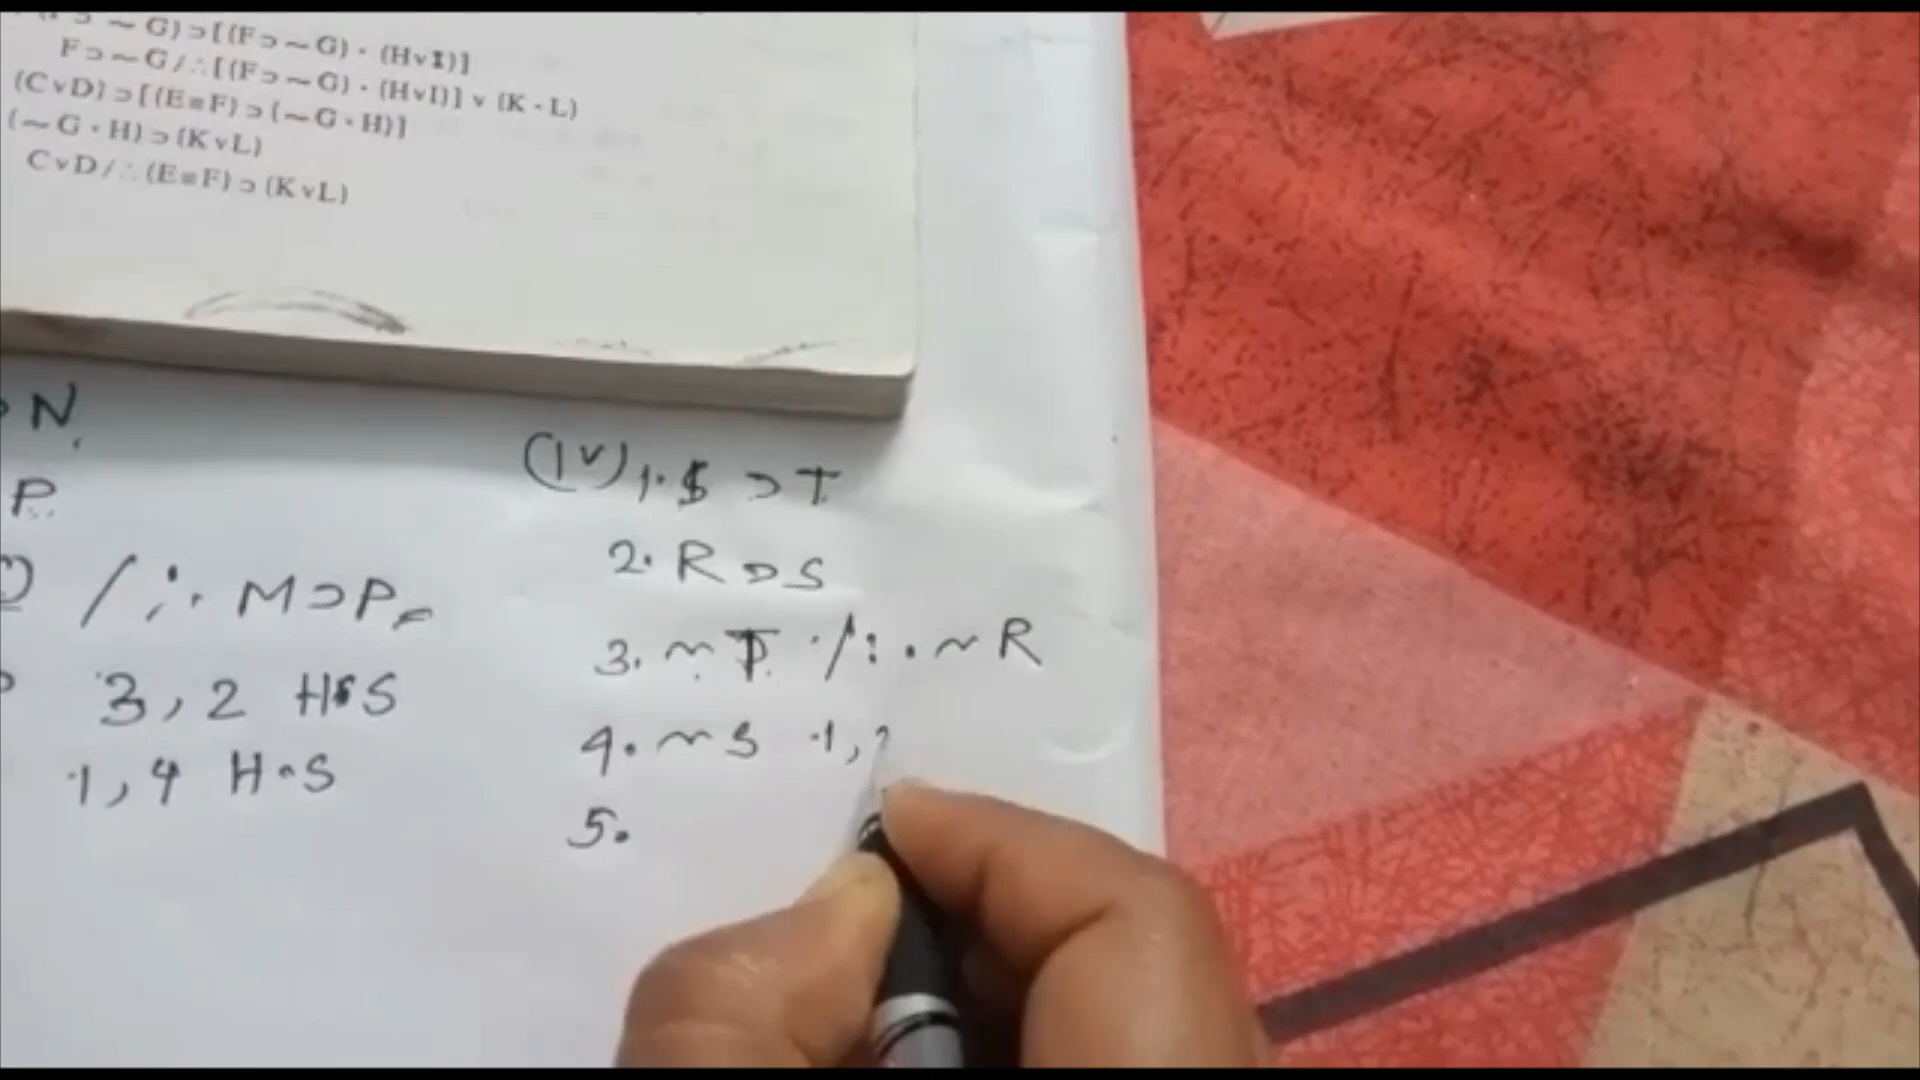 ~ G) ⊃ [(F ⊃ ~ G) · (H v I)]
F ⊃ ~ G / ∴ [(F ⊃ ~ G) · (H v I)] v (K · L)
(C v D) ⊃ [(E ≡ F) ⊃ (~ G · H)]
(~ G · H) ⊃ (K v L)
C v D / ∴ (E ≡ F) ⊃ (K v L)
⊃ N
P
/ ∴ M ⊃ P
3, 2 H·S
1, 4 H·S
(iv) 1. S ⊃ T
2. R ⊃ S
3. ~ T / ∴ ~ R
4. ~ S 1,
5.